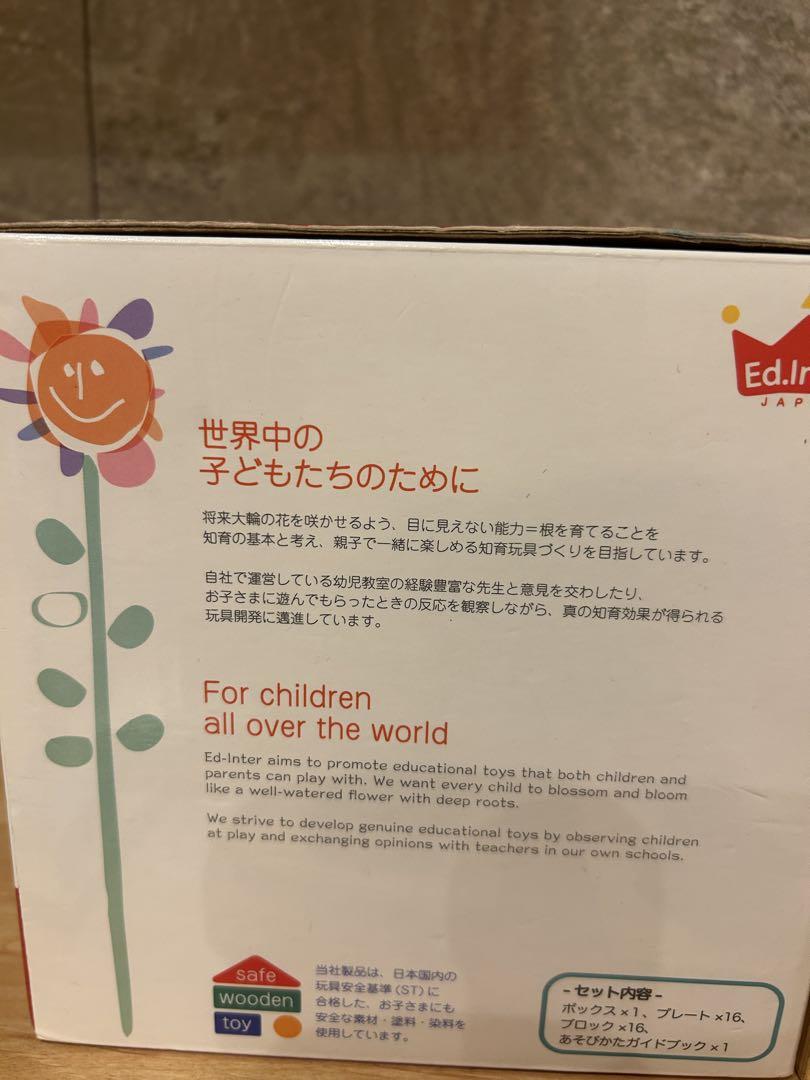 Ed.In
JAP
世界中の
子どもたちのために
将来大輪の花を咲かせるよう、目に見えない能力＝根を育てることを
知育の基本と考え、親子で一緒に楽しめる知育玩具づくりを目指しています。
自社で運営している幼児教室の経験豊富な先生と意見を交わしたり、
お子さまに遊んでもらったときの反応を観察しながら、真の知育効果が得られる
玩具開発に邁進しています。
For children
all over the world
Ed-Inter aims to promote educational toys that both children and
parents can play with. We want every child to blossom and bloom
like a well-watered flower with deep roots.
We strive to develop genuine educational toys by observing children
at play and exchanging opinions with teachers in our own schools.
safe
wooden
toy
当社製品は、日本国内の
玩具安全基準（ST）に
合格した、お子さまにも
安全な素材・塗料・染料を
使用しています。
- セット内容 -
ボックス×1、プレート×16、
ブロック×16、
あそびかたガイドブック×1